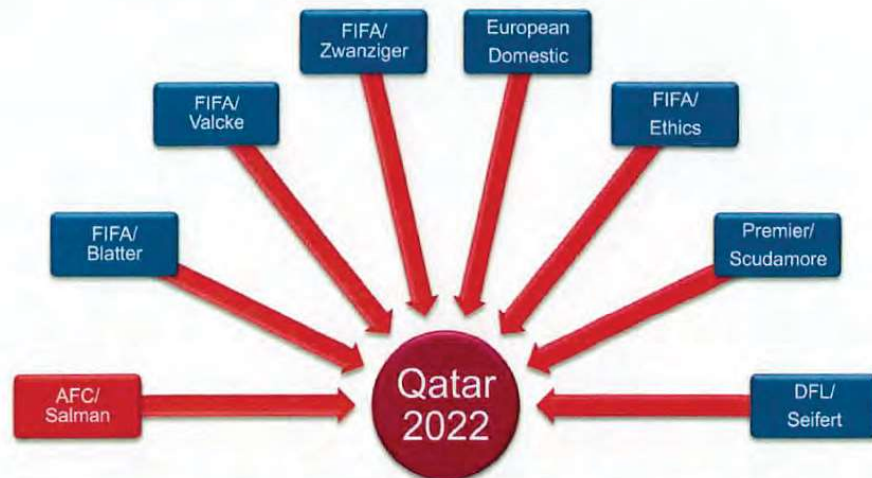 FIFA/
Zwanziger
European
Domestic
FIFA/
Valcke
FIFA/
Ethics
FIFA/
Blatter
Premier/
Scudamore
AFC/
Salman
Qatar
2022
DFL/
Seifert